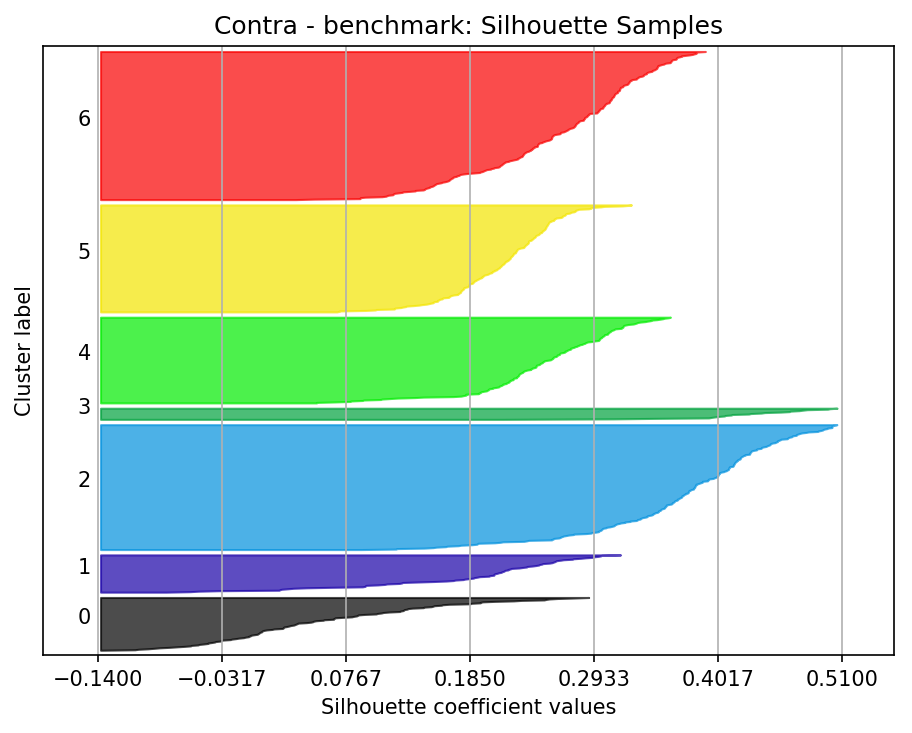 Contra - benchmark: Silhouette Samples
Cluster label
6
5
4
3
2
1
0
−0.1400 −0.0317 0.0767 0.1850 0.2933 0.4017 0.5100
Silhouette coefficient values